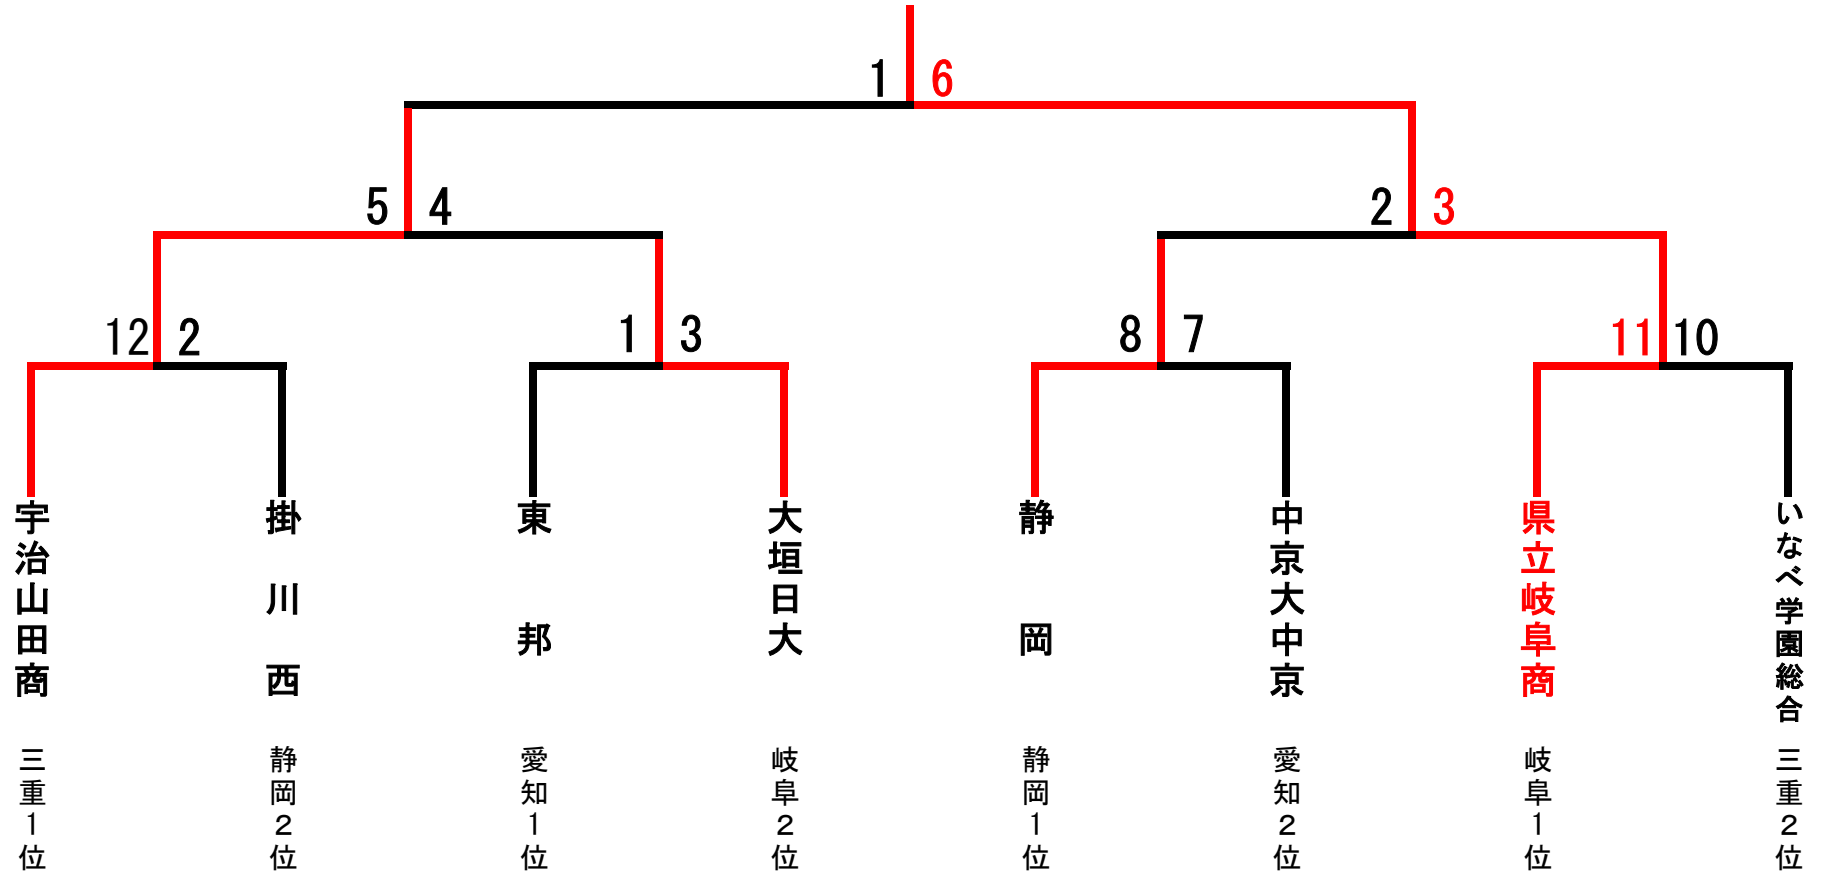 1 6
5 4
2 3
12 2
1 3
8 7
11 10
宇治山田商
掛川西
東邦
大垣日大
静岡
中京大中京
県立岐阜商
いなべ学園総合
三重1位
静岡2位
愛知1位
岐阜2位
静岡1位
愛知2位
岐阜1位
三重2位